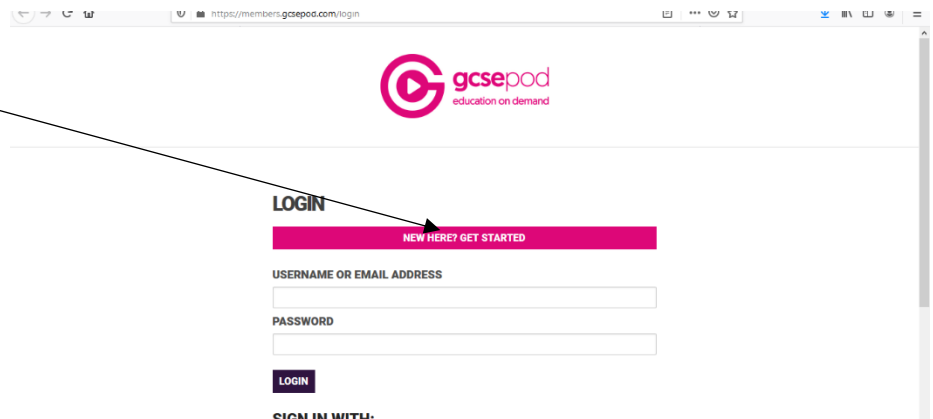 https://members.gcsepod.com/login
gcsepod
education on demand
LOGIN
NEW HERE? GET STARTED
USERNAME OR EMAIL ADDRESS
PASSWORD
LOGIN
SIGN IN WITH: